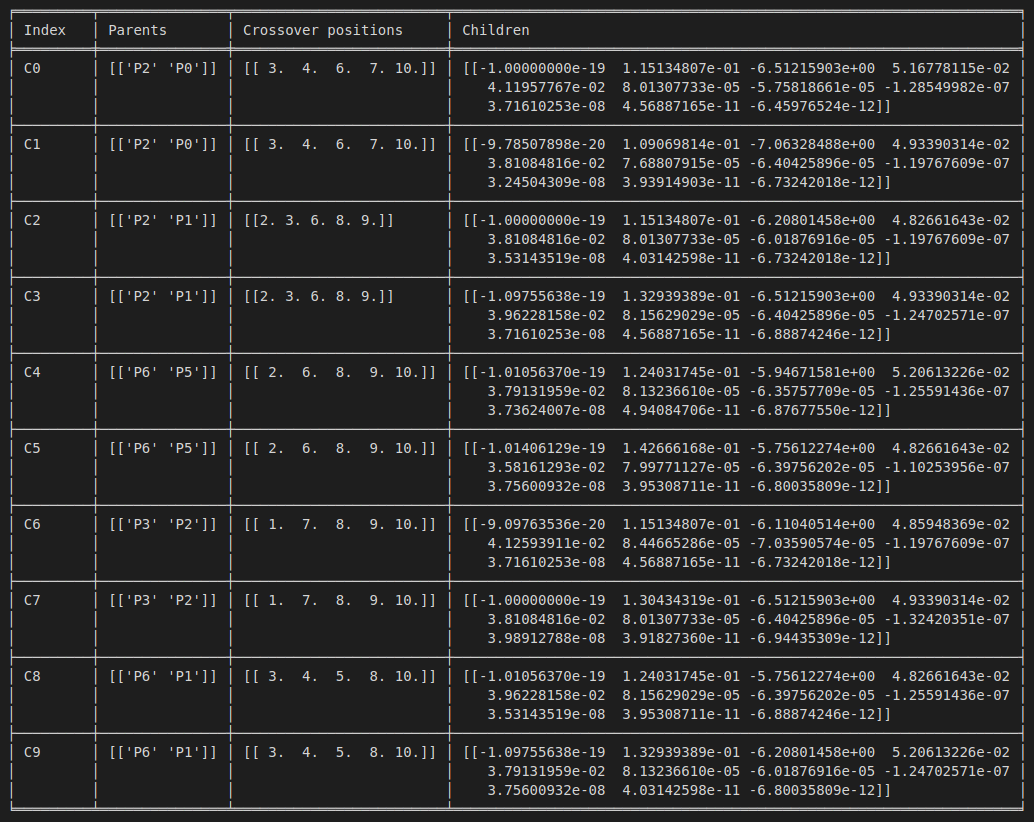 Index Parents Crossover positions Children
C0 [['P2' 'P0']] [[ 3. 4. 6. 7. 10.]] [[-1.00000000e-19 1.15134807e-01 -6.51215903e+00 5.16778115e-02
4.11957767e-02 8.01307733e-05 -5.75818661e-05 -1.28549982e-07
3.71610253e-08 4.56887165e-11 -6.45976524e-12]]
C1 [['P2' 'P0']] [[ 3. 4. 6. 7. 10.]] [[-9.78507898e-20 1.09069814e-01 -7.06328488e+00 4.93390314e-02
3.81084816e-02 7.68807915e-05 -6.40425896e-05 -1.19767609e-07
3.24504309e-08 3.93914903e-11 -6.73242018e-12]]
C2 [['P2' 'P1']] [[2. 3. 6. 8. 9.]] [[-1.00000000e-19 1.15134807e-01 -6.20801458e+00 4.82661643e-02
3.81084816e-02 8.01307733e-05 -6.01876916e-05 -1.19767609e-07
3.53143519e-08 4.03142598e-11 -6.73242018e-12]]
C3 [['P2' 'P1']] [[2. 3. 6. 8. 9.]] [[-1.09755638e-19 1.32939389e-01 -6.51215903e+00 4.93390314e-02
3.96228158e-02 8.15629029e-05 -6.40425896e-05 -1.24702571e-07
3.71610253e-08 4.56887165e-11 -6.88874246e-12]]
C4 [['P6' 'P5']] [[ 2. 6. 8. 9. 10.]] [[-1.01056370e-19 1.24031745e-01 -5.94671581e+00 5.20613226e-02
3.79131959e-02 8.13236610e-05 -6.35757709e-05 -1.25591436e-07
3.73624007e-08 4.94084706e-11 -6.87677550e-12]]
C5 [['P6' 'P5']] [[ 2. 6. 8. 9. 10.]] [[-1.01406129e-19 1.42666168e-01 -5.75612274e+00 4.82661643e-02
3.58161293e-02 7.99771127e-05 -6.39756202e-05 -1.10253956e-07
3.75600932e-08 3.95308711e-11 -6.80035809e-12]]
C6 [['P3' 'P2']] [[ 1. 7. 8. 9. 10.]] [[-9.09763536e-20 1.15134807e-01 -6.11040514e+00 4.85948369e-02
4.12593911e-02 8.44665286e-05 -7.03590574e-05 -1.19767609e-07
3.71610253e-08 4.56887165e-11 -6.73242018e-12]]
C7 [['P3' 'P2']] [[ 1. 7. 8. 9. 10.]] [[-1.00000000e-19 1.30434319e-01 -6.51215903e+00 4.93390314e-02
3.81084816e-02 8.01307733e-05 -6.40425896e-05 -1.32420351e-07
3.98912788e-08 3.91827360e-11 -6.94435309e-12]]
C8 [['P6' 'P1']] [[ 3. 4. 5. 8. 10.]] [[-1.01056370e-19 1.24031745e-01 -5.75612274e+00 4.82661643e-02
3.96228158e-02 8.15629029e-05 -6.39756202e-05 -1.25591436e-07
3.53143519e-08 3.95308711e-11 -6.88874246e-12]]
C9 [['P6' 'P1']] [[ 3. 4. 5. 8. 10.]] [[-1.09755638e-19 1.32939389e-01 -6.20801458e+00 5.20613226e-02
3.79131959e-02 8.13236610e-05 -6.01876916e-05 -1.24702571e-07
3.75600932e-08 4.03142598e-11 -6.80035809e-12]]